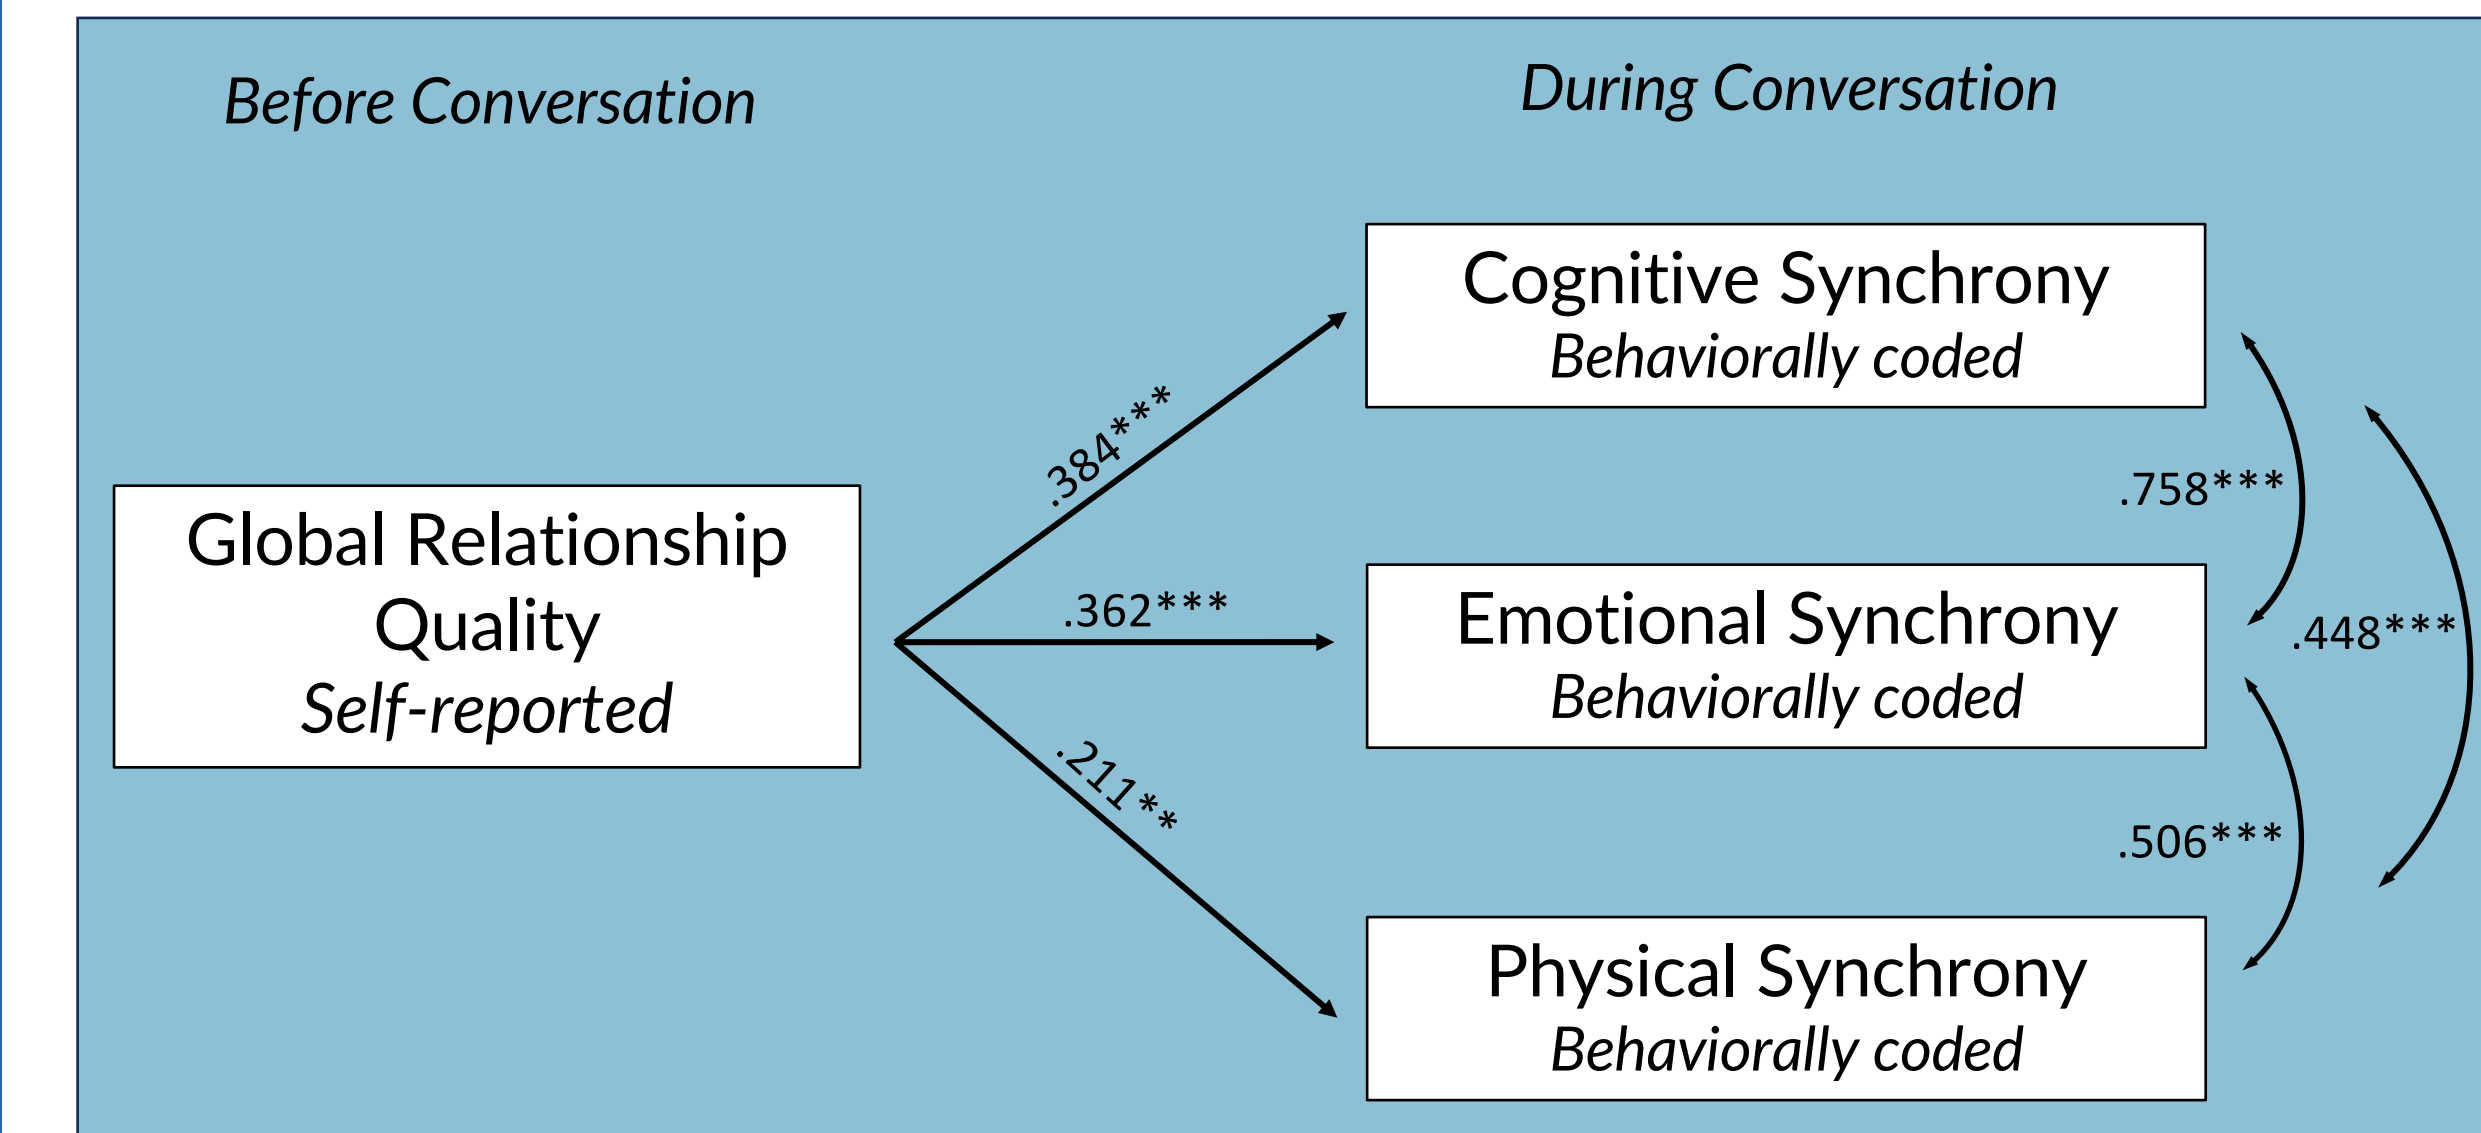 Before Conversation
During Conversation
Cognitive Synchrony
Behaviorally coded
.384***
.758***
Global Relationship
Quality
Self-reported
.362***
Emotional Synchrony
Behaviorally coded
.448***
.211**
.506***
Physical Synchrony
Behaviorally coded